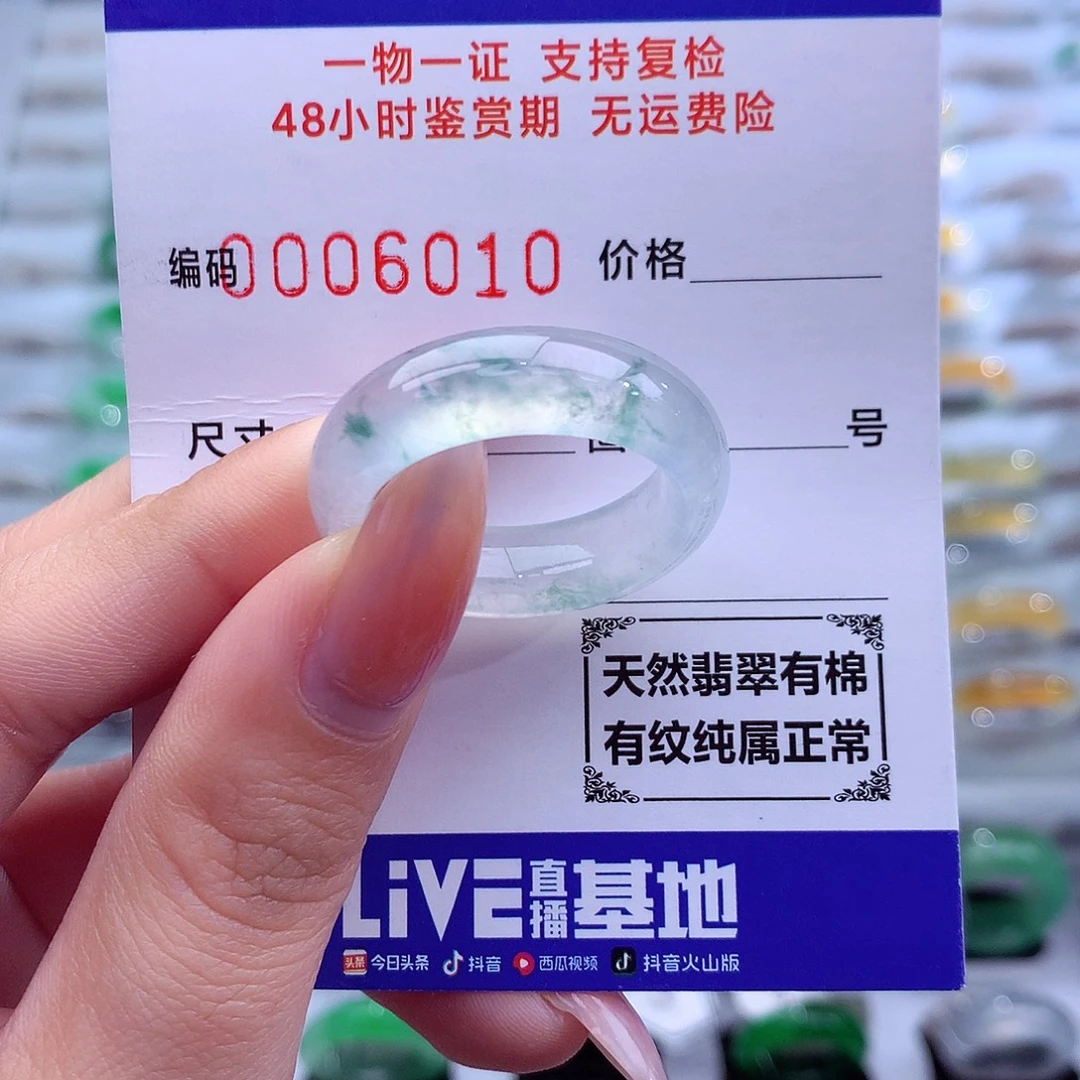 一物一证 支持复检
48小时鉴赏期 无运费险
编码0006010 价格
尺寸 号
天然翡翠有棉
有纹纯属正常
LiVE直播基地
头条 今日头条 抖音 西瓜视频 抖音火山版